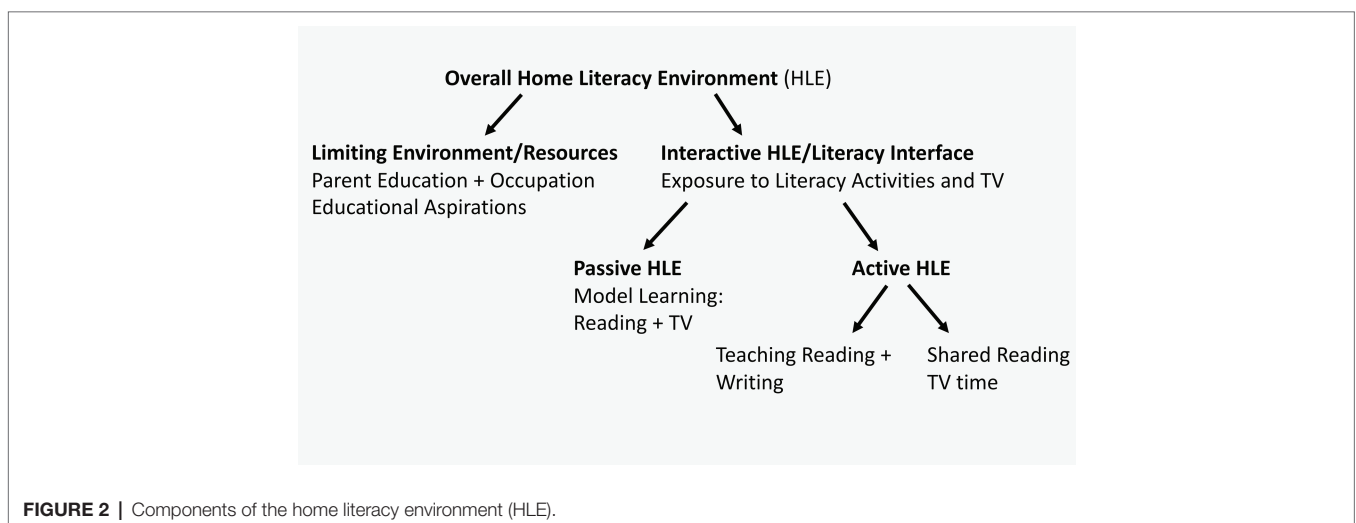 Overall Home Literacy Environment (HLE)
Limiting Environment/Resources
Parent Education + Occupation
Educational Aspirations
Interactive HLE/Literacy Interface
Exposure to Literacy Activities and TV
Passive HLE
Model Learning:
Reading + TV
Active HLE
Teaching Reading +
Writing
Shared Reading
TV time
FIGURE 2 | Components of the home literacy environment (HLE).